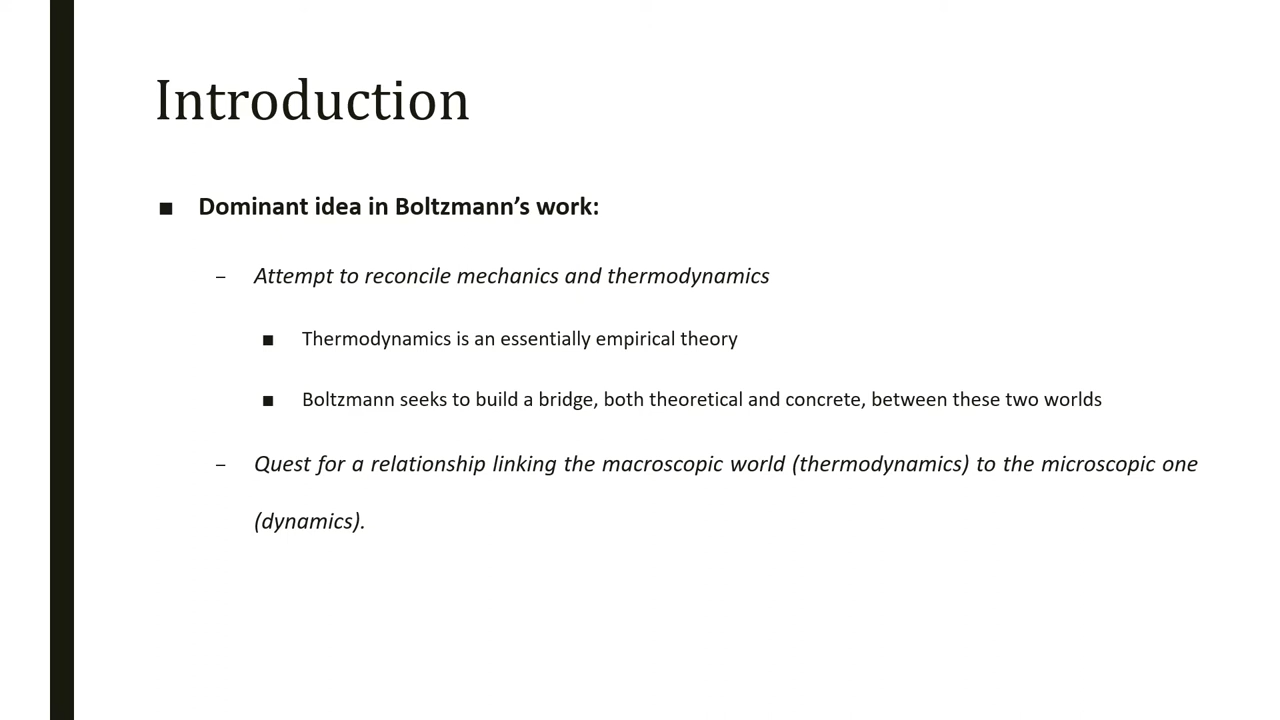 Introduction
▪ Dominant idea in Boltzmann’s work:
– Attempt to reconcile mechanics and thermodynamics
▪ Thermodynamics is an essentially empirical theory
▪ Boltzmann seeks to build a bridge, both theoretical and concrete, between these two worlds
– Quest for a relationship linking the macroscopic world (thermodynamics) to the microscopic one
(dynamics).